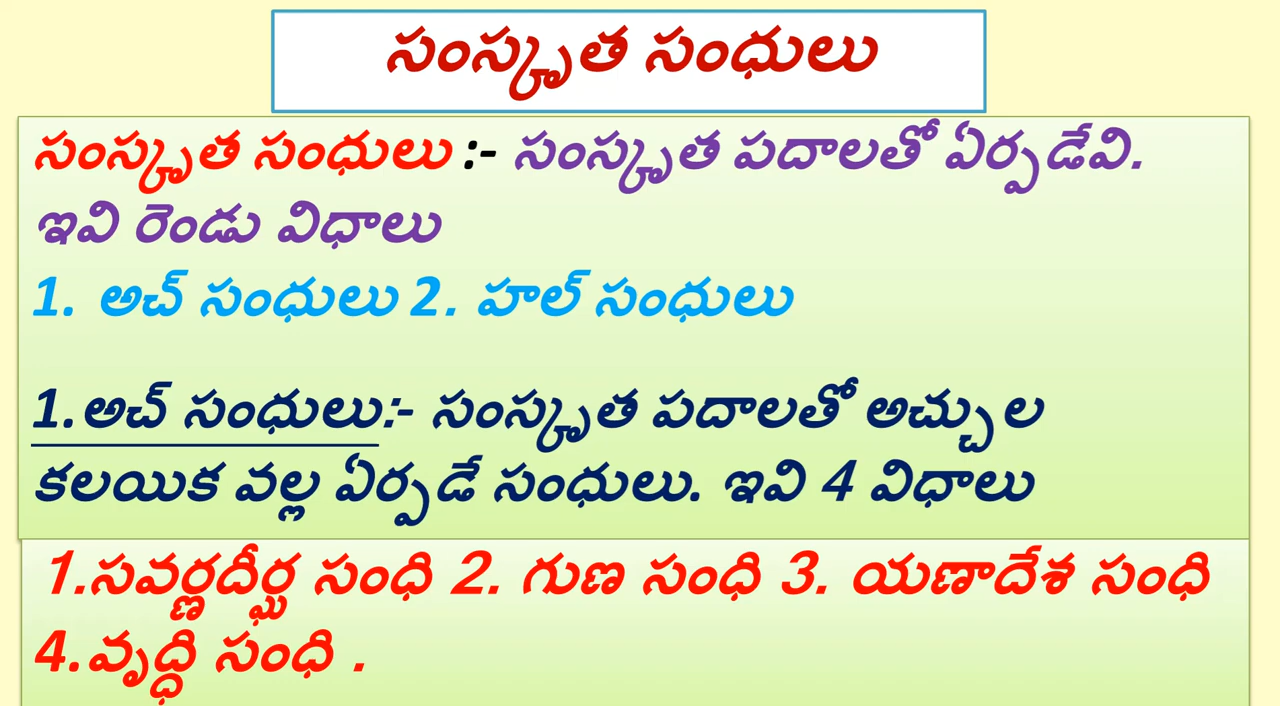 సంస్కృత సంధులు
సంస్కృత సంధులు :- సంస్కృత పదాలతో ఏర్పడేవి.
ఇవి రెండు విధాలు
1. అచ్ సంధులు 2. హల్ సంధులు
1.అచ్ సంధులు:- సంస్కృత పదాలతో అచ్చుల
కలయిక వల్ల ఏర్పడే సంధులు. ఇవి 4 విధాలు
1.సవర్ణదీర్ఘ సంధి 2. గుణ సంధి 3. యణాదేశ సంధి
4.వృద్ధి సంధి .